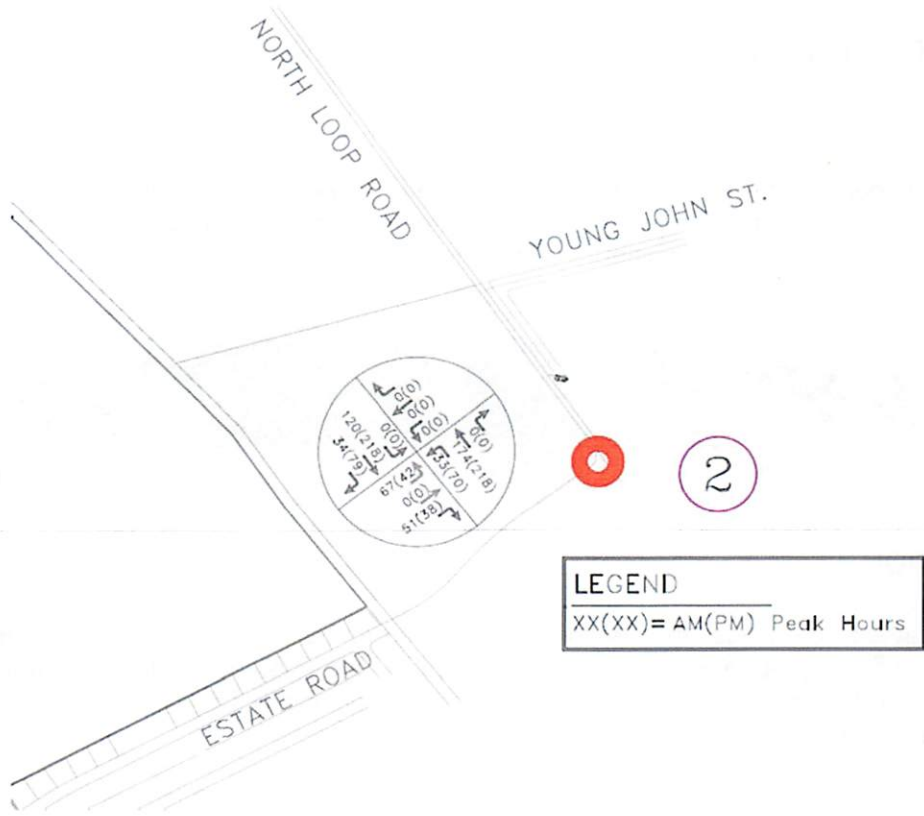 NORTH LOOP ROAD
YOUNG JOHN ST.
0(0)
0(0)
0(0)
120(218)
0(0)
34(79)
0(0)
174(218)
33(70)
67(42)
0(0)
51(38)
2
LEGEND
XX(XX)= AM(PM) Peak Hours
ESTATE ROAD